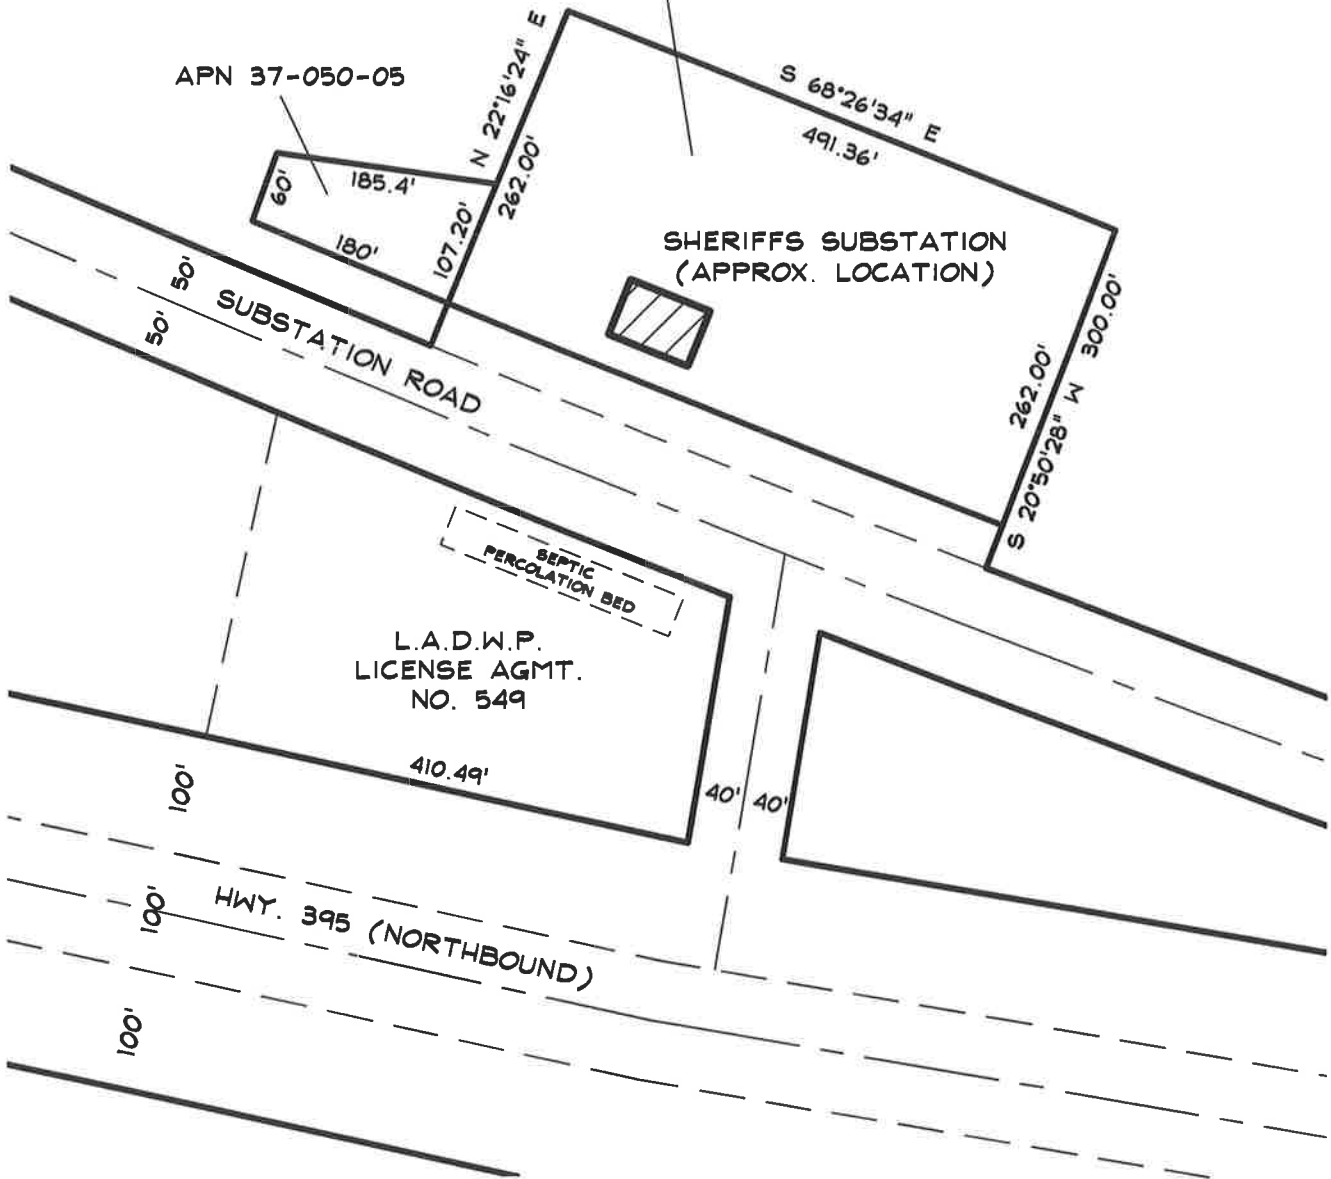 APN 37-050-05
N 22°16'24" E
262.00'
S 68°26'34" E
491.36'
60'
185.4'
180'
107.20'
SHERIFFS SUBSTATION
(APPROX. LOCATION)
300.00'
262.00'
S 20°50'28" W
50'
50'
SUBSTATION ROAD
SEPTIC
PERCOLATION BED
L.A.D.W.P.
LICENSE AGMT.
NO. 549
410.49'
40'
40'
100'
100'
100'
HWY. 395 (NORTHBOUND)